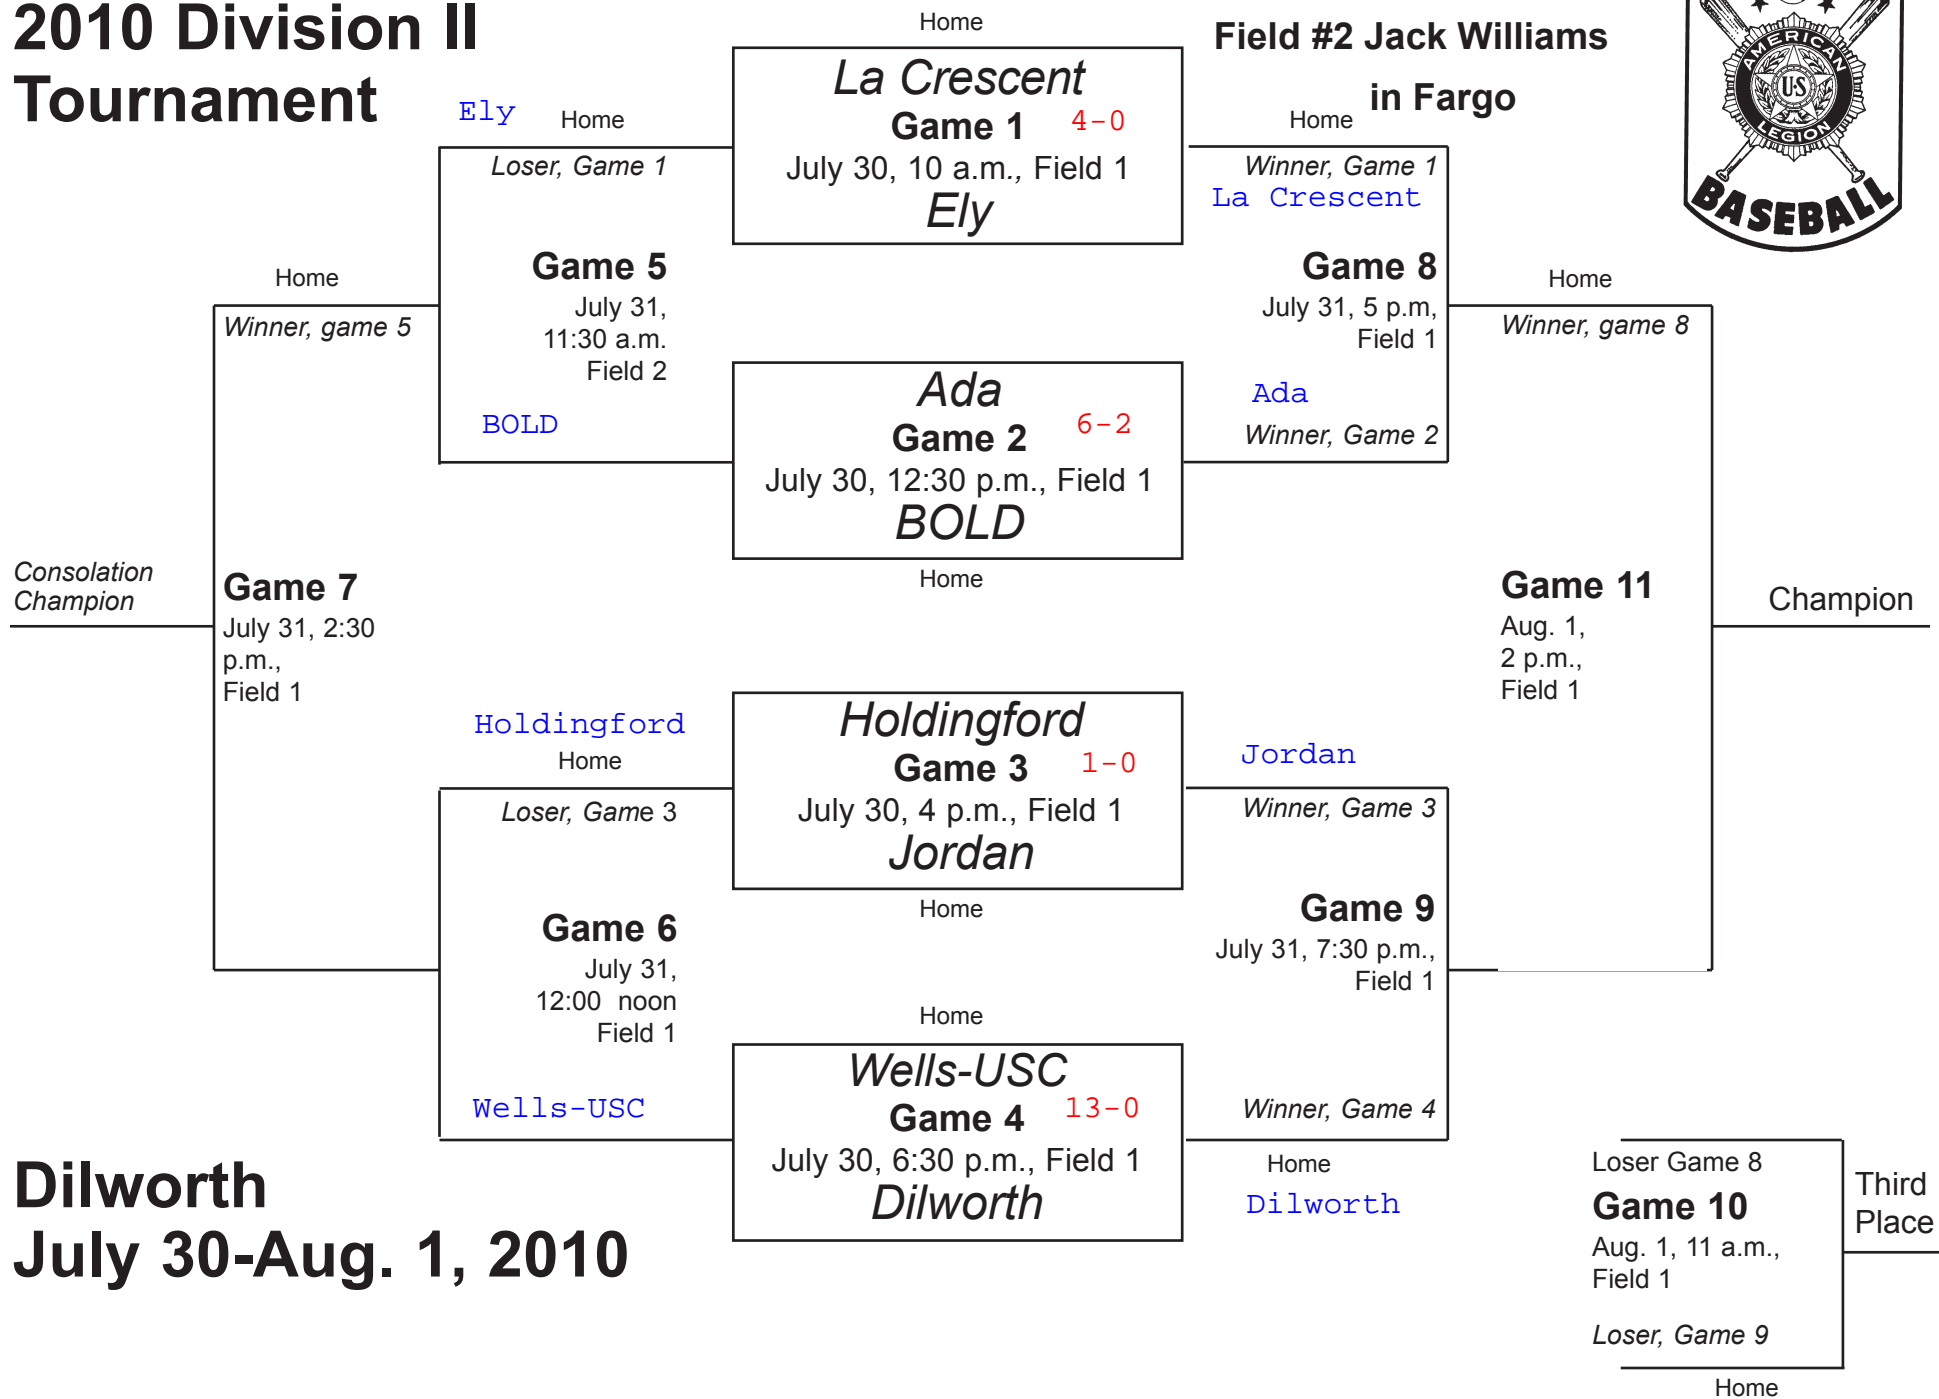 2010 Division II
Tournament
Home
Field #2 Jack Williams
in Fargo
AMERICAN
U.S
LEGION
BASEBALL
La Crescent
Game 1 4-0
July 30, 10 a.m., Field 1
Ely
Ely Home
Loser, Game 1
Home
Winner, Game 1
La Crescent
Game 5
July 31,
11:30 a.m.
Field 2
Game 8
July 31, 5 p.m,
Field 1
Home
Winner, game 5
Home
Winner, game 8
BOLD
Ada
Game 2 6-2
July 30, 12:30 p.m., Field 1
BOLD
Home
Ada
Winner, Game 2
Consolation
Champion
Game 7
July 31, 2:30
p.m.,
Field 1
Game 11
Aug. 1,
2 p.m.,
Field 1
Champion
Holdingford
Home
Loser, Game 3
Holdingford
Game 3 1-0
July 30, 4 p.m., Field 1
Jordan
Home
Jordan
Winner, Game 3
Game 6
July 31,
12:00 noon
Field 1
Game 9
July 31, 7:30 p.m.,
Field 1
Wells-USC
Home
Wells-USC
Game 4 13-0
July 30, 6:30 p.m., Field 1
Dilworth
Winner, Game 4
Home
Dilworth
Dilworth
July 30-Aug. 1, 2010
Loser Game 8
Game 10
Aug. 1, 11 a.m.,
Field 1
Loser, Game 9
Home
Third
Place